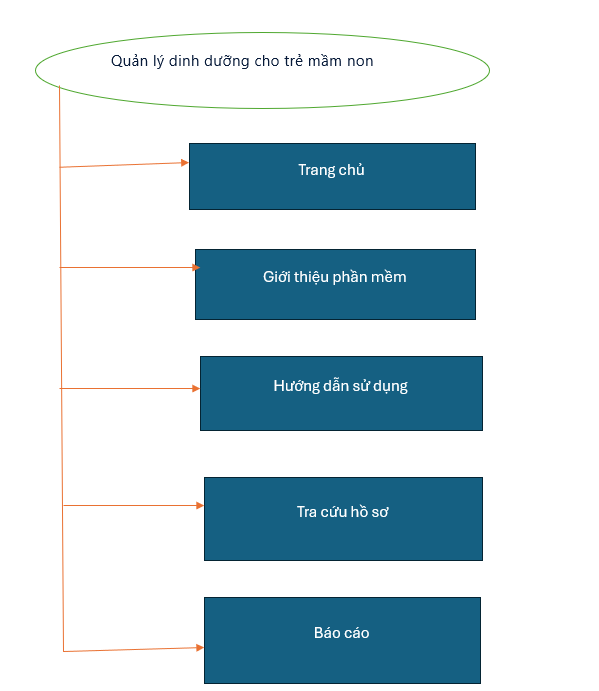 Quản lý dinh dưỡng cho trẻ mầm non
Trang chủ
Giới thiệu phần mềm
Hướng dẫn sử dụng
Tra cứu hồ sơ
Báo cáo